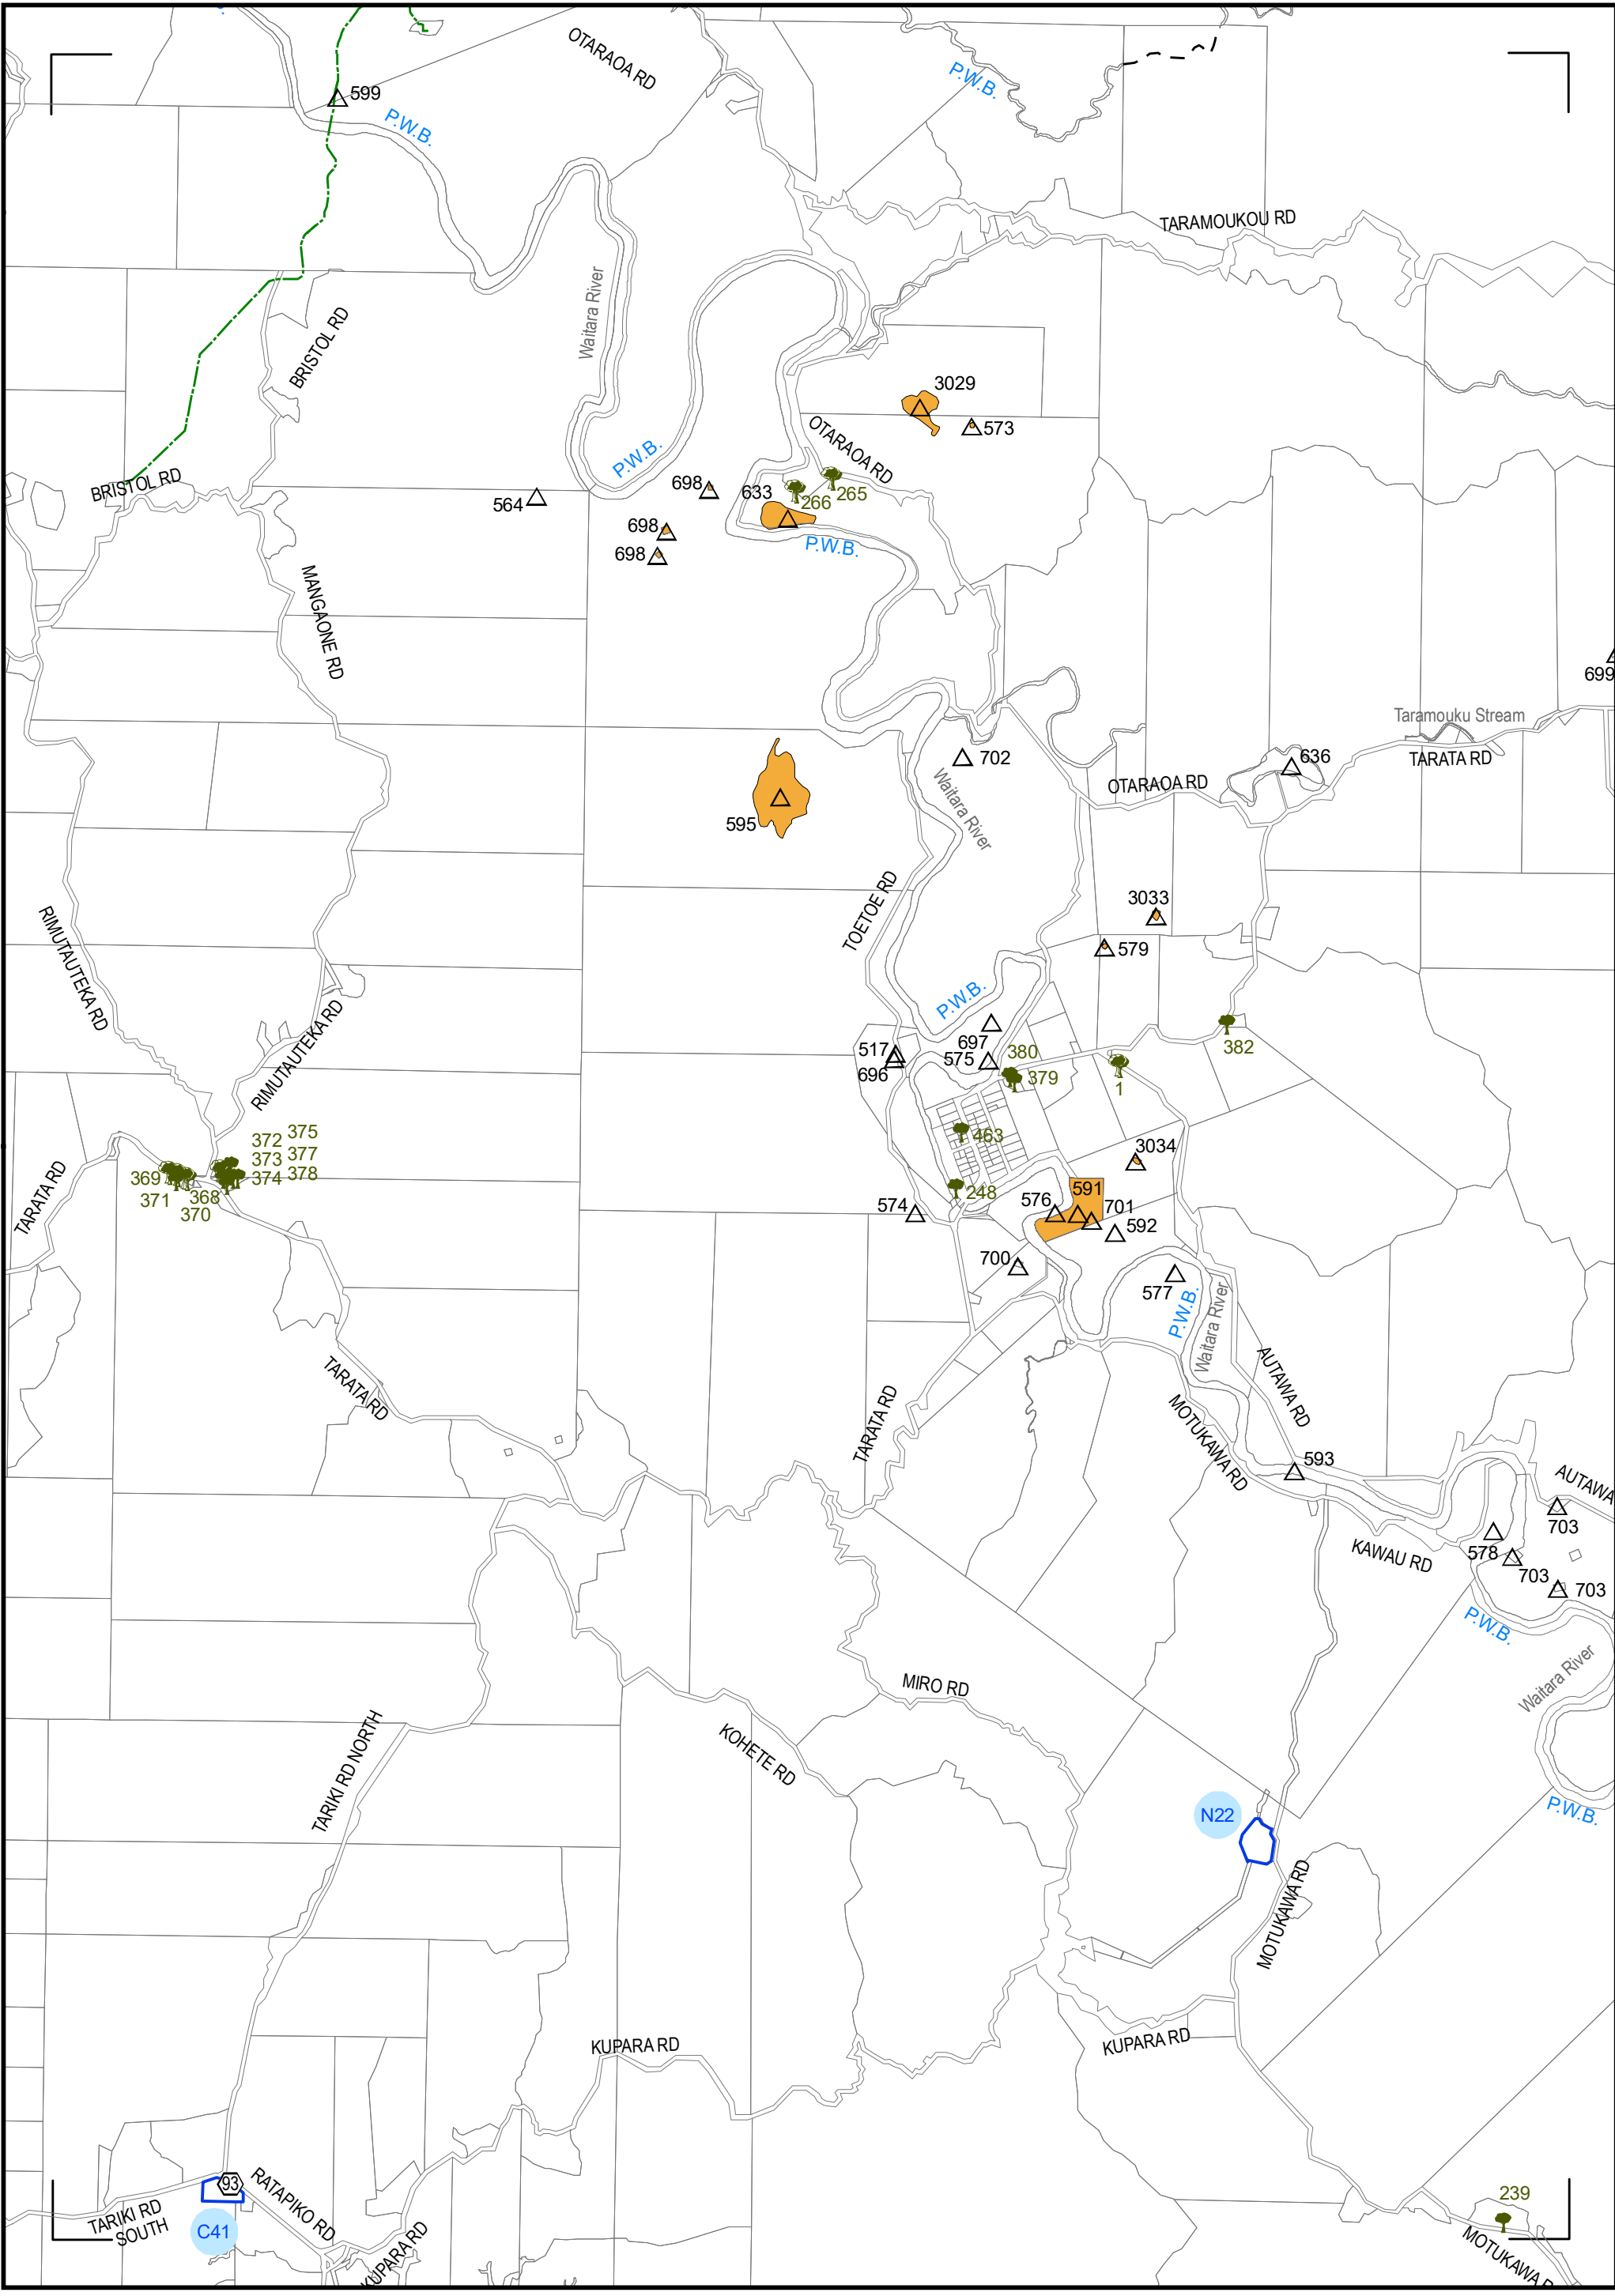 OTARAOA RD
P.W.B.
599
P.W.B.
TARAMOUKOU RD
Waitara River
BRISTOL RD
3029
573
OTARAOA RD
P.W.B.
BRISTOL RD
698
633
265
266
564
698
698
P.W.B.
MANGAONE RD
699
Taramouku Stream
702
636
TARATA RD
OTARAOA RD
Waitara River
595
3033
TOETOE RD
RIMUTAUTEKA RD
579
P.W.B.
RIMUTAUTEKA RD
697
382
517
575
380
696
379
1
372 375
373 377
374 378
463
3034
TARATA RD
369
371
368
370
248
591
576
701
574
592
700
577
P.W.B.
Waitara River
TARATA RD
AUTAWA RD
TARATA RD
MOTUKAWA RD
593
AUTAWA
703
KAWAU RD
578
703
703
P.W.B.
Waitara River
MIRO RD
KOHETE RD
TARIKI RD NORTH
N22
P.W.B.
MOTUKAWA RD
KUPARA RD
KUPARA RD
93
RATAPIKO RD
TARIKI RD
SOUTH
C41
KUPARA RD
239
MOTUKAWA R